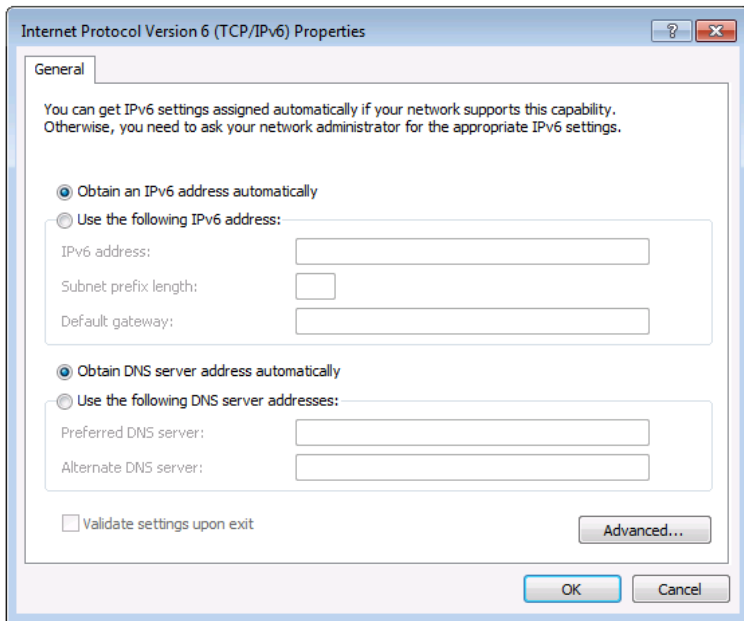 Internet Protocol Version 6 (TCP/IPv6) Properties
General
You can get IPv6 settings assigned automatically if your network supports this capability.
Otherwise, you need to ask your network administrator for the appropriate IPv6 settings.
Obtain an IPv6 address automatically
Use the following IPv6 address:
IPv6 address:
Subnet prefix length:
Default gateway:
Obtain DNS server address automatically
Use the following DNS server addresses:
Preferred DNS server:
Alternate DNS server:
Validate settings upon exit
Advanced...
OK
Cancel